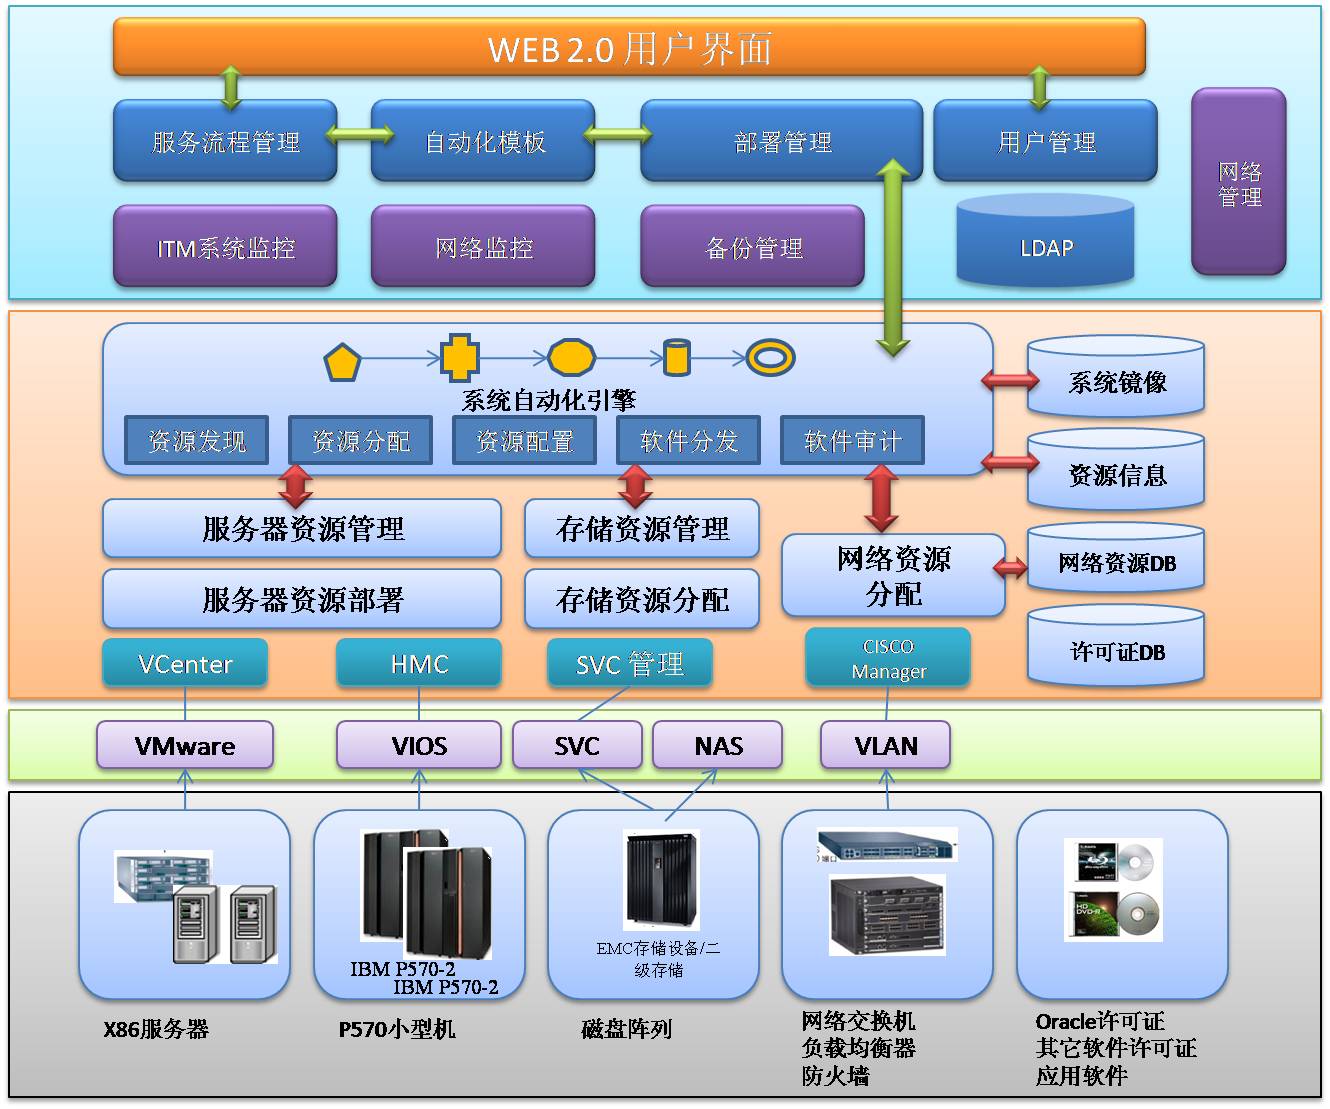 WEB 2.0 用户界面
服务流程管理
自动化模板
部署管理
用户管理
网络
管理
ITM系统监控
网络监控
备份管理
LDAP
系统自动化引擎
资源发现
资源分配
资源配置
软件分发
软件审计
系统镜像
资源信息
服务器资源管理
存储资源管理
网络资源
分配
网络资源DB
服务器资源部署
存储资源分配
许可证DB
VCenter
HMC
SVC 管理
CISCO
Manager
VMware
VIOS
SVC
NAS
VLAN
端口
HD
DVD-R
EMC存储设备/二
级存储
IBM P570-2
IBM P570-2
X86服务器
P570小型机
磁盘阵列
网络交换机
负载均衡器
防火墙
Oracle许可证
其它软件许可证
应用软件